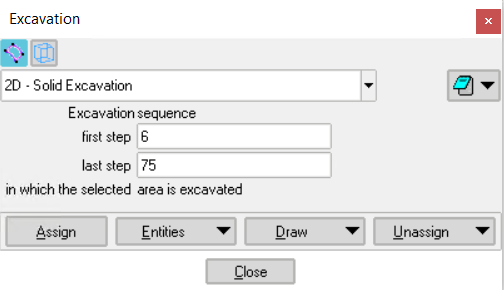 Excavation
2D - Solid Excavation
Excavation sequence
first step 6
last step 75
in which the selected area is excavated
Assign Entities Draw Unassign
Close